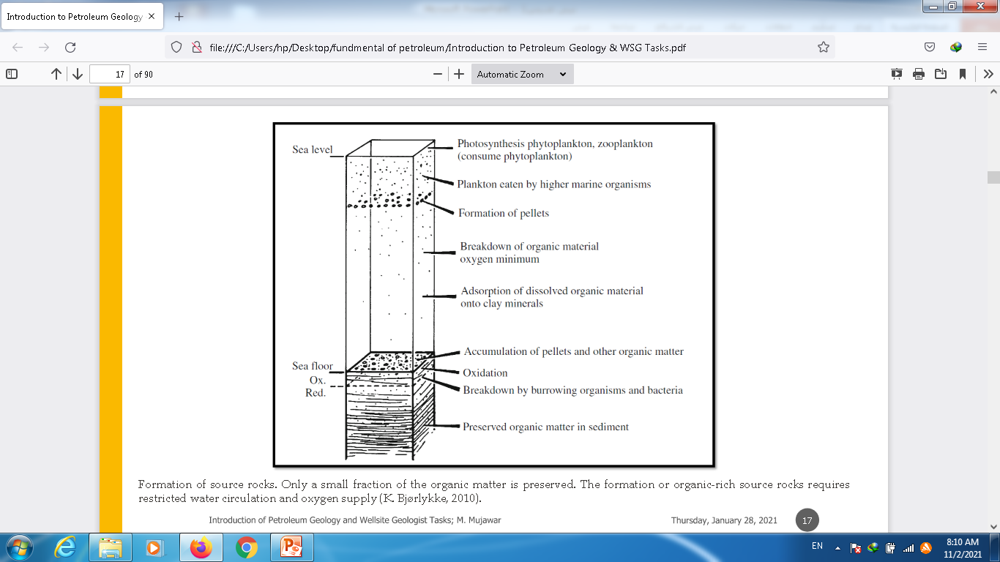 Introduction to Petroleum Geology
file:///C:/Users/hp/Desktop/fundmental of petroleum/Introduction to Petroleum Geology & WSG Tasks.pdf
17 of 90
Automatic Zoom
Sea level
Photosynthesis phytoplankton, zooplankton
(consume phytoplankton)
Plankton eaten by higher marine organisms
Formation of pellets
Breakdown of organic material
oxygen minimum
Adsorption of dissolved organic material
onto clay minerals
Accumulation of pellets and other organic matter
Sea floor
Oxidation
Ox.
Breakdown by burrowing organisms and bacteria
Red.
Preserved organic matter in sediment
Formation of source rocks. Only a small fraction of the organic matter is preserved. The formation or organic-rich source rocks requires
restricted water circulation and oxygen supply (K. Bjørlykke, 2010).
Introduction of Petroleum Geology and Wellsite Geologist Tasks; M. Mujawar
Thursday, January 28, 2021
17
EN
8:10 AM
11/2/2021